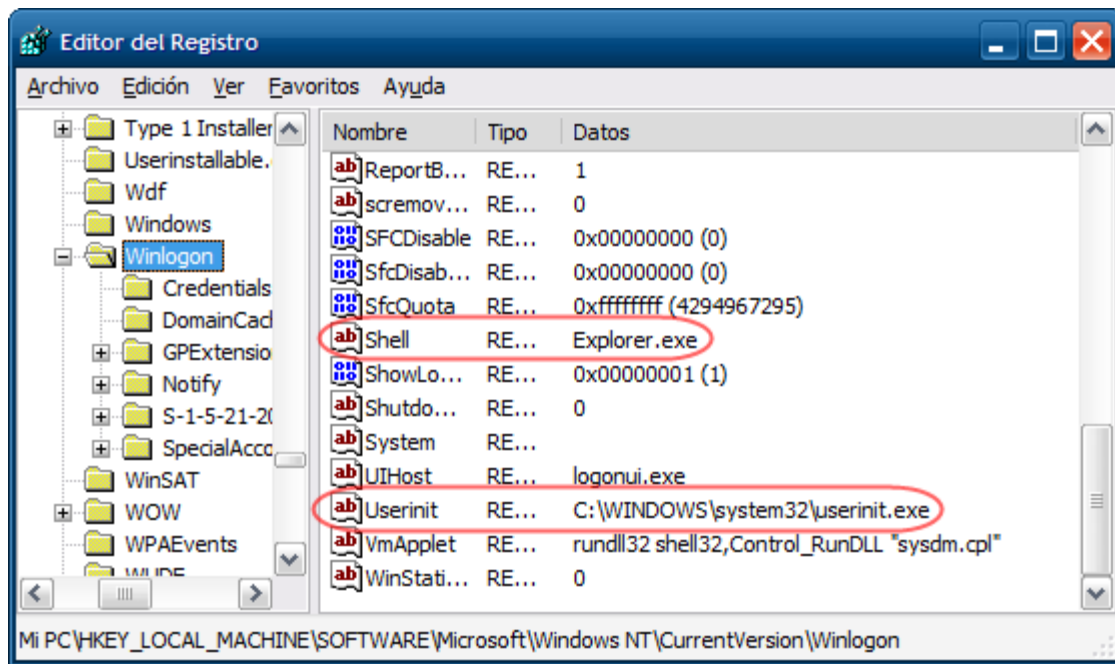 Editor del Registro
Archivo Edición Ver Favoritos Ayuda
Type 1 Installer
Userinstallable.
Wdf
Windows
Winlogon
Credentials
DomainCacl
GPExtensio
Notify
S-1-5-21-20
SpecialAcco
WinSAT
WOW
WPAEvents
Nombre Tipo Datos
ReportB... RE... 1
scremov... RE... 0
SFCDisable RE... 0x00000000 (0)
SfcDisab... RE... 0x00000000 (0)
SfcQuota RE... 0xffffffff (4294967295)
Shell RE... Explorer.exe
ShowLo... RE... 0x00000001 (1)
Shutdo... RE... 0
System RE...
UIHost RE... logonui.exe
Userinit RE... C:\WINDOWS\system32\userinit.exe
VmApplet RE... rundll32 shell32,Control_RunDLL "sysdm.cpl"
WinStati... RE... 0
Mi PC\HKEY_LOCAL_MACHINE\SOFTWARE\Microsoft\Windows NT\CurrentVersion\Winlogon